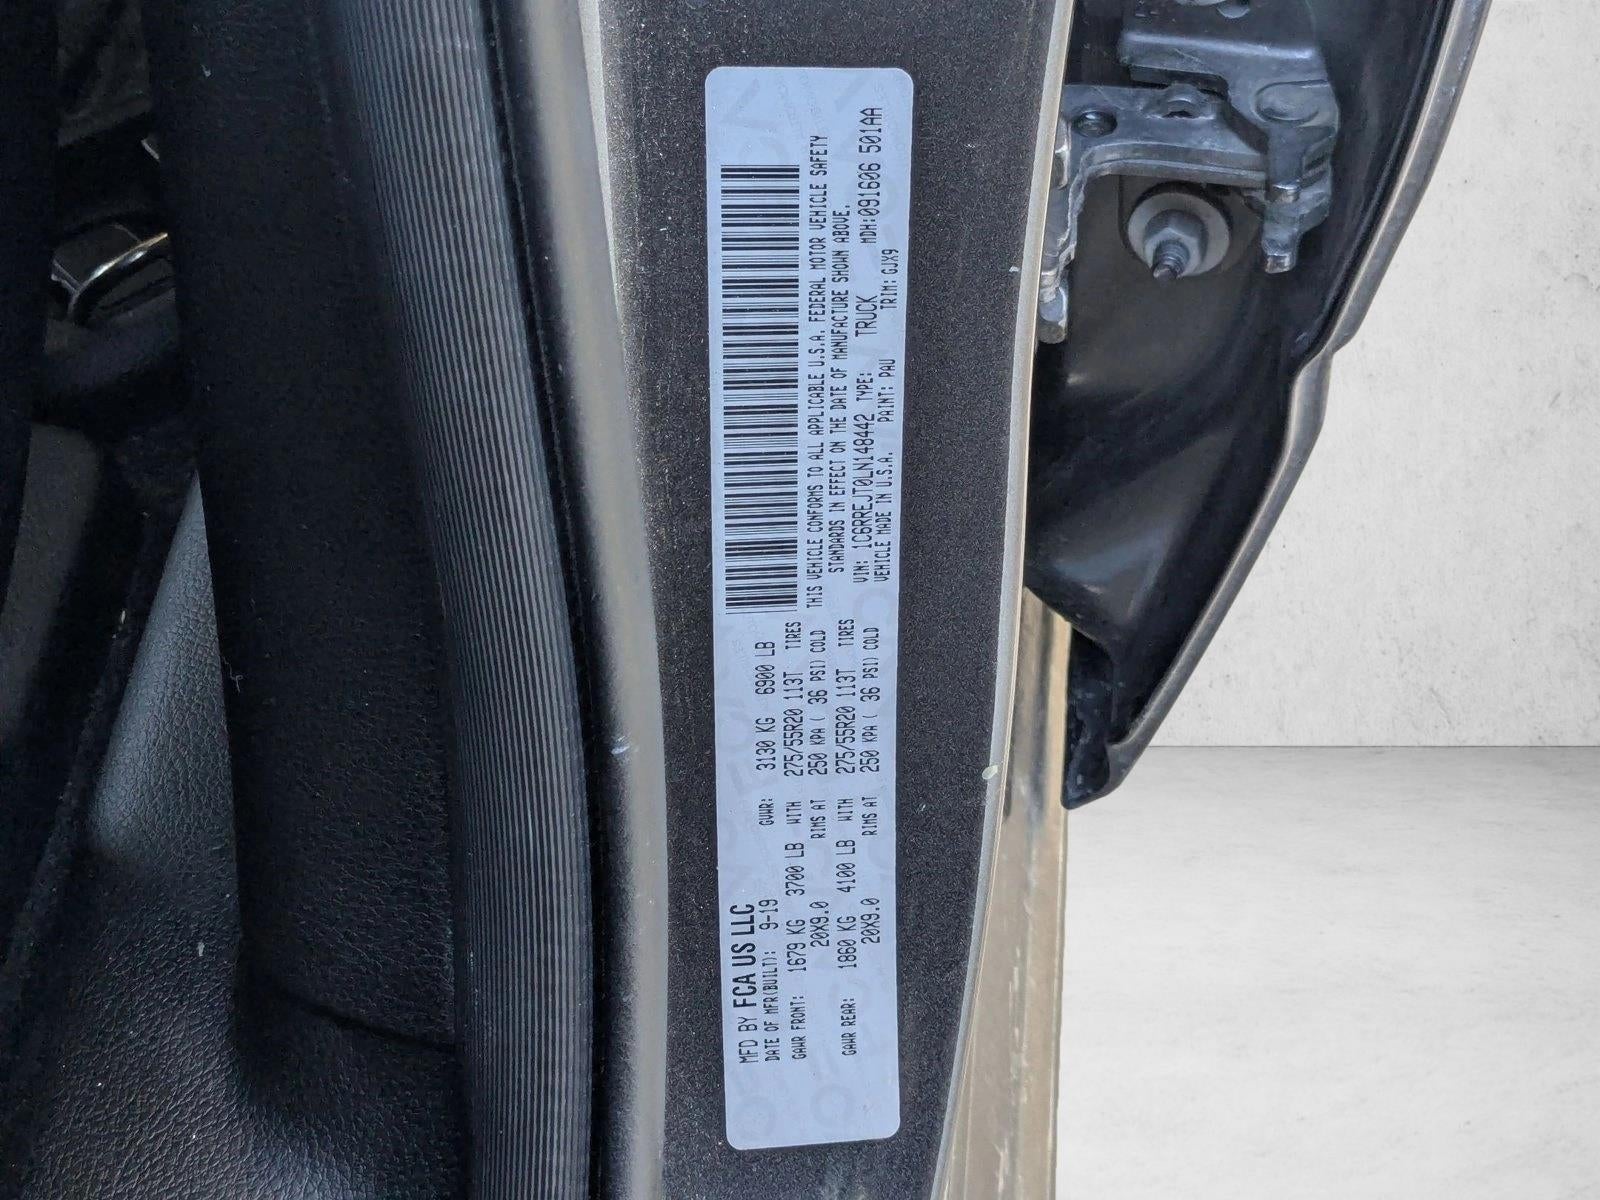 MFD BY FCA US LLC
DATE OF MFR(BUILT): 9-19 GVWR: 3130 KG 6900 LB
GAWR FRONT: 1679 KG 3700 LB WITH 275/55R20 113T TIRES
20X9.0 RIMS AT 250 KPA ( 36 PSI) COLD
GAWR REAR: 1860 KG 4100 LB WITH 275/55R20 113T TIRES
20X9.0 RIMS AT 250 KPA ( 36 PSI) COLD
THIS VEHICLE CONFORMS TO ALL APPLICABLE U.S.A. FEDERAL MOTOR VEHICLE SAFETY
STANDARDS IN EFFECT ON THE DATE OF MANUFACTURE SHOWN ABOVE.
VIN: 1C6RREJT0LN148442 TYPE: TRUCK MDH:091606 501AA
VEHICLE MADE IN U.S.A. PAINT: PAU TRIM: GJX9